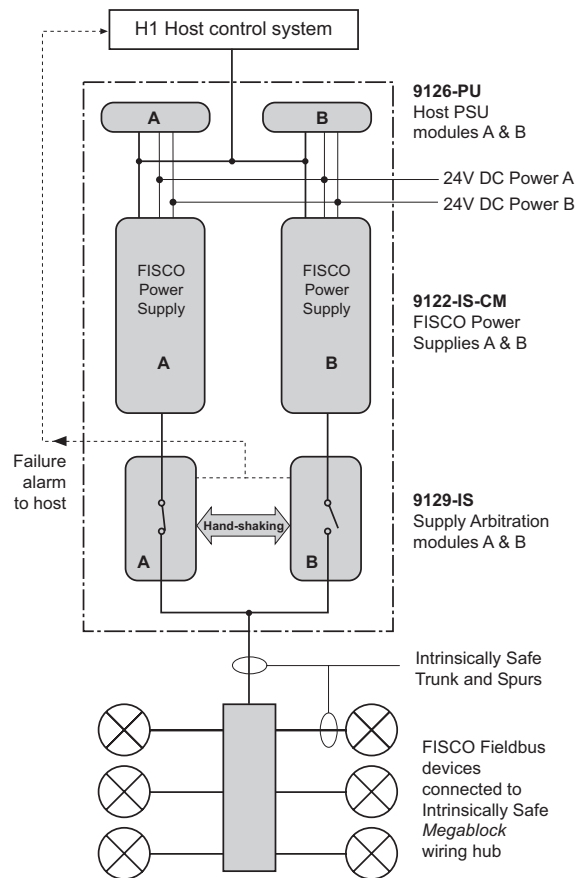 H1 Host control system
A
B
9126-PU
Host PSU
modules A & B
24V DC Power A
24V DC Power B
FISCO
Power
Supply
A
FISCO
Power
Supply
B
9122-IS-CM
FISCO Power
Supplies A & B
Failure
alarm
to host
A
Hand-shaking
B
9129-IS
Supply Arbitration
modules A & B
Intrinsically Safe
Trunk and Spurs
FISCO Fieldbus
devices
connected to
Intrinsically Safe
Megablock
wiring hub